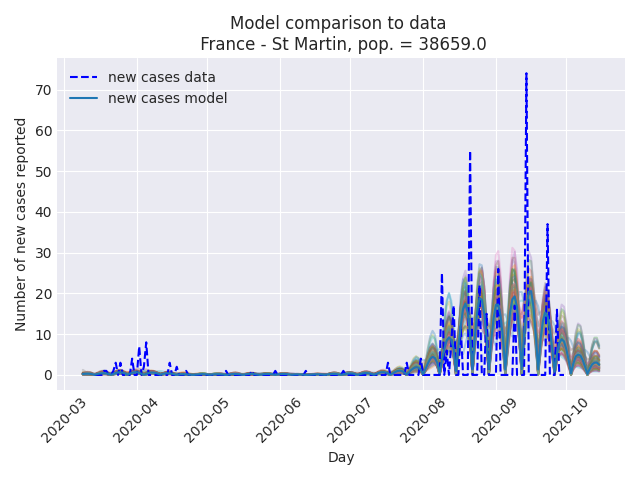 Model comparison to data
France - St Martin, pop. = 38659.0
new cases data
new cases model
Number of new cases reported
70
60
50
40
30
20
10
0
2020-03
2020-04
2020-05
2020-06
2020-07
2020-08
2020-09
2020-10
Day